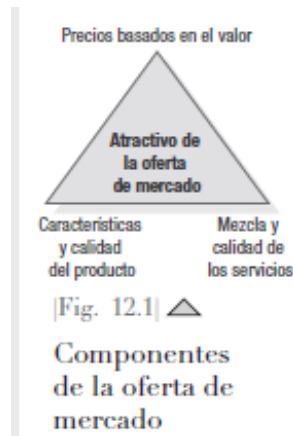 Precios basados en el valor
Atractivo de
la oferta
de mercado
Características
y calidad
del producto
Mezcla y
calidad de
los servicios
|Fig. 12.1|
Componentes
de la oferta de
mercado